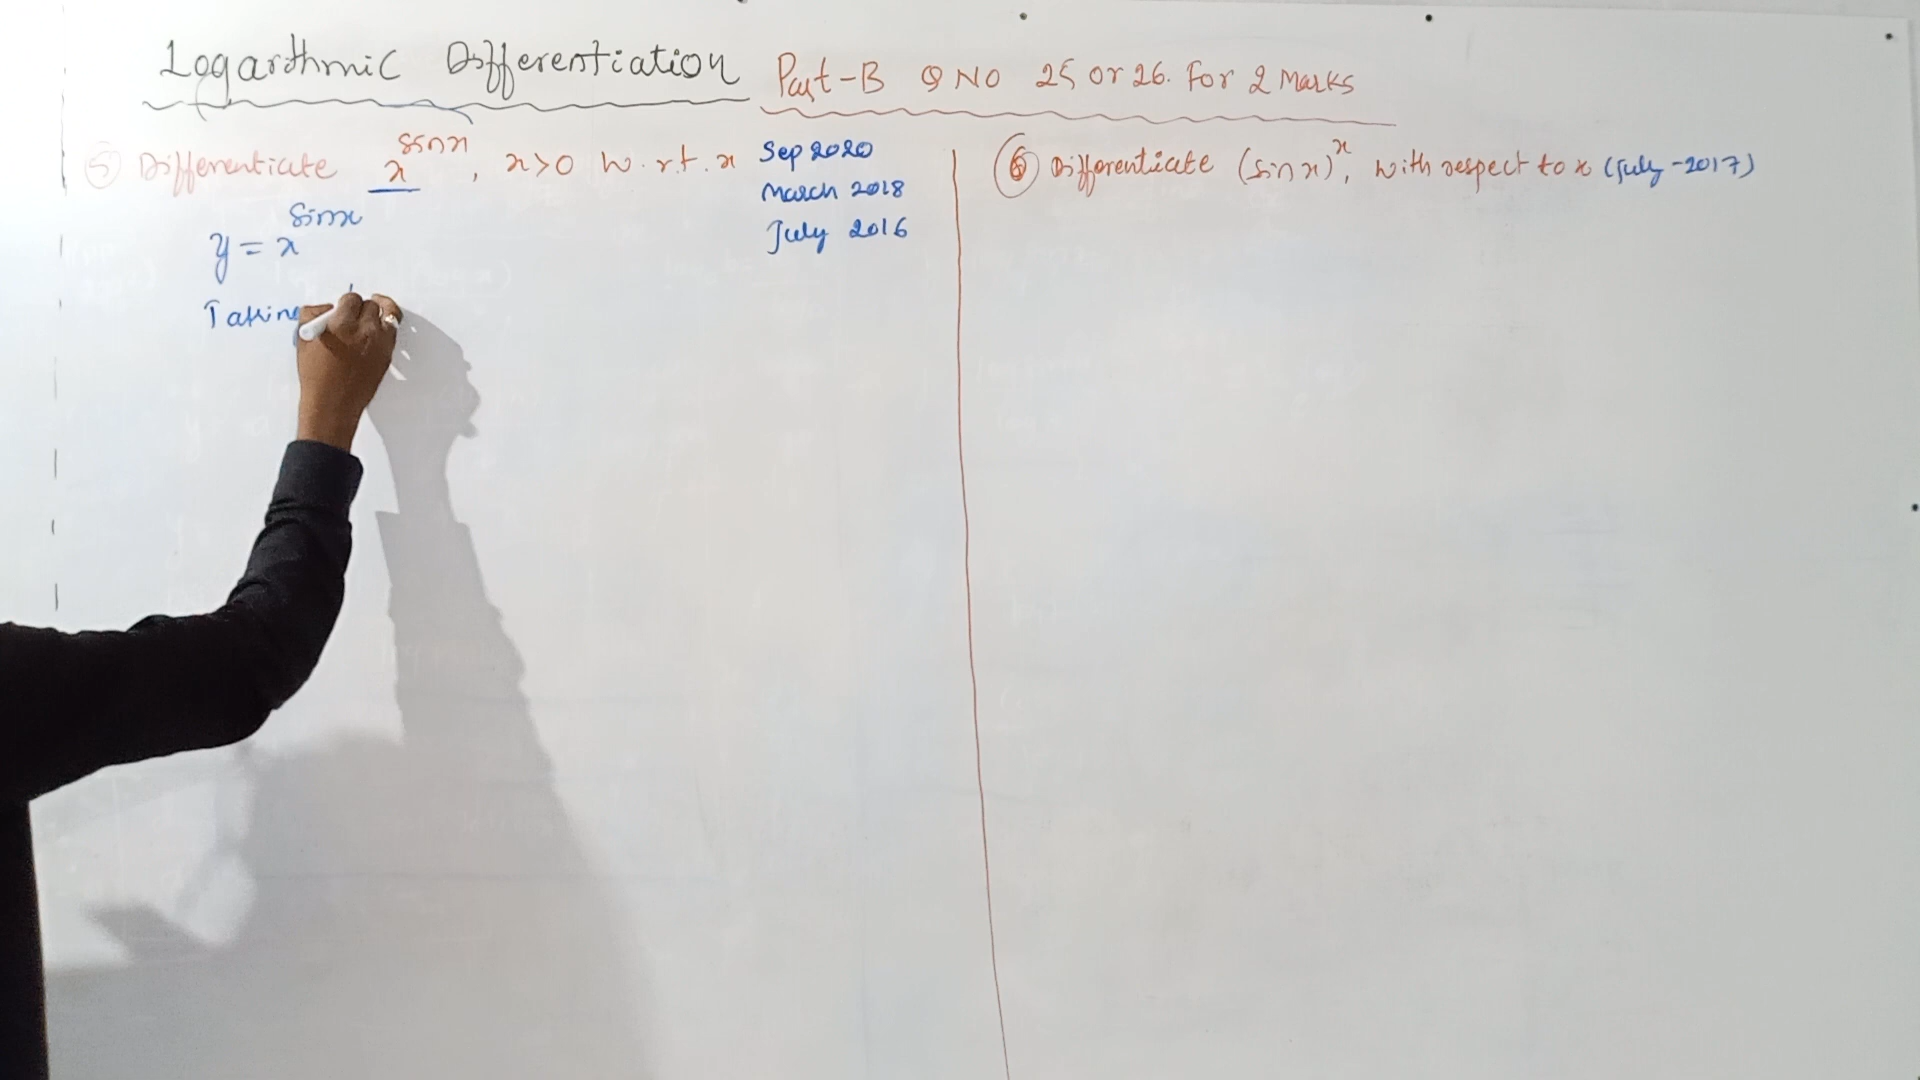 Logarithmic Differentiation Part-B Q NO 25 or 26. For 2 Marks
⑤ Differentiate x^sinx, x>0 w.r.t. x Sep 2020
March 2018
July 2016
y = x^sinx
Taking
⑥ Differentiate (sin x)^x, with respect to x (July-2017)